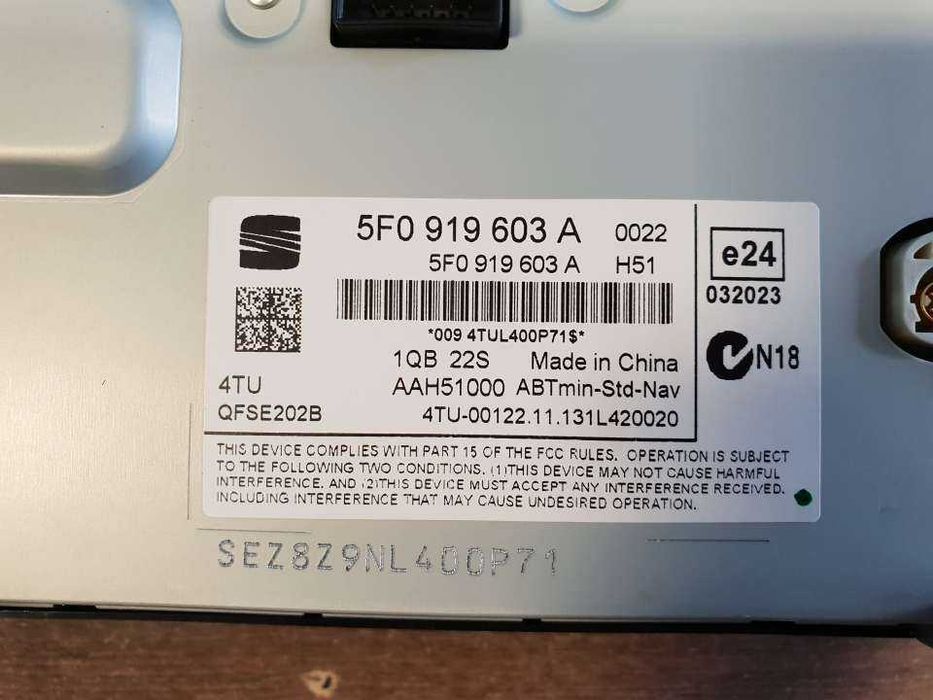 5F0 919 603 A 0022
5F0 919 603 A H51
*009 4TUL400P71$*
1QB 22S Made in China
4TU AAH51000 ABTmin-Std-Nav
QFSE202B 4TU-00122.11.131L420020
e24
032023
N18
THIS DEVICE COMPLIES WITH PART 15 OF THE FCC RULES. OPERATION IS SUBJECT
TO THE FOLLOWING TWO CONDITIONS. (1)THIS DEVICE MAY NOT CAUSE HARMFUL
INTERFERENCE. AND (2)THIS DEVICE MUST ACCEPT ANY INTERFERENCE RECEIVED.
INCLUDING INTERFERENCE THAT MAY CAUSE UNDESIRED OPERATION.
SEZ8Z9NL400P71